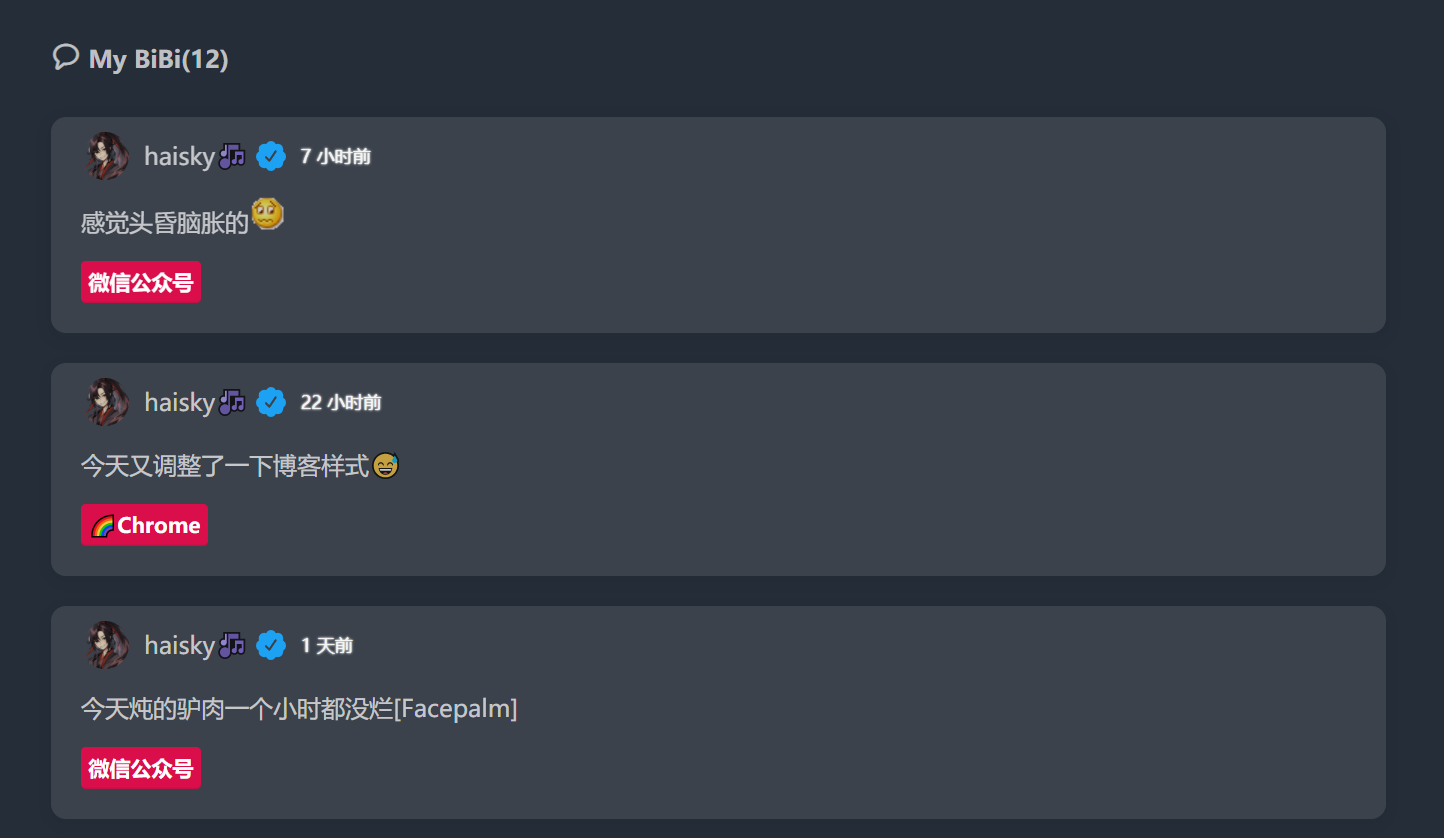 My BiBi(12)
haisky🎶 7 小时前
感觉头昏脑胀的
微信公众号
haisky🎶 22 小时前
今天又调整了一下博客样式😅
🌈Chrome
haisky🎶 1 天前
今天炖的驴肉一个小时都没烂[Facepalm]
微信公众号